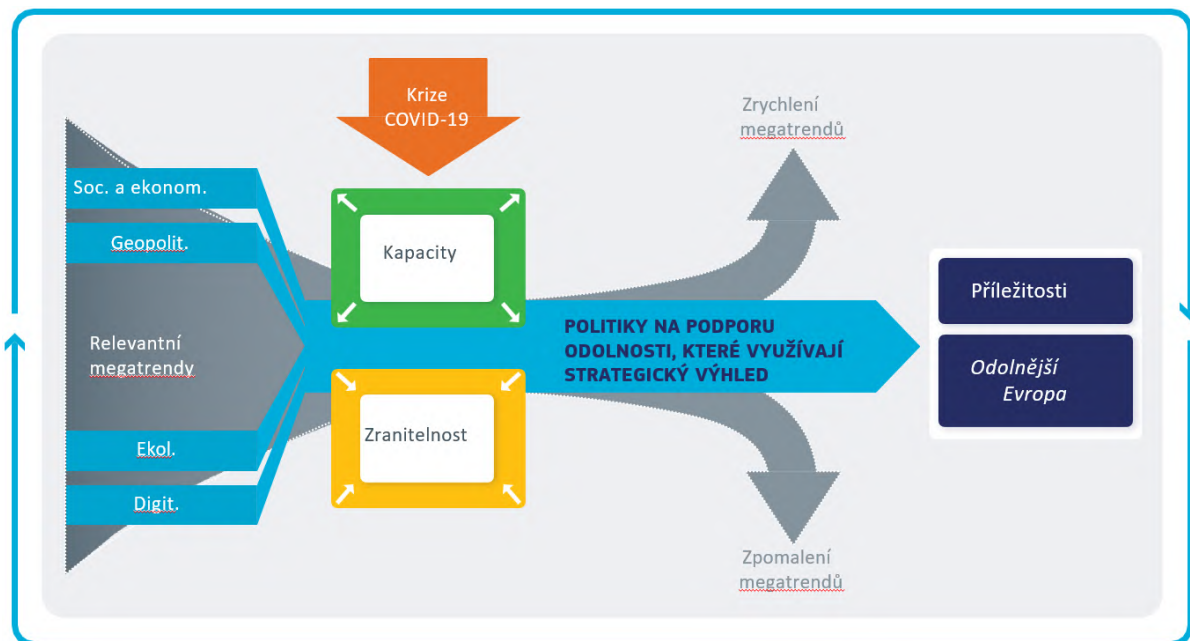 Krize
COVID-19
Zrychlení
megatrendů
Soc. a ekonom.
Geopolit.
Kapacity
Relevantní
megatrendy
POLITIKY NA PODPORU
ODOLNOSTI, KTERÉ VYUŽÍVAJÍ
STRATEGICKÝ VÝHLED
Příležitosti
Odolnější
Evropa
Ekol.
Zranitelnost
Digit.
Zpomalení
megatrendů